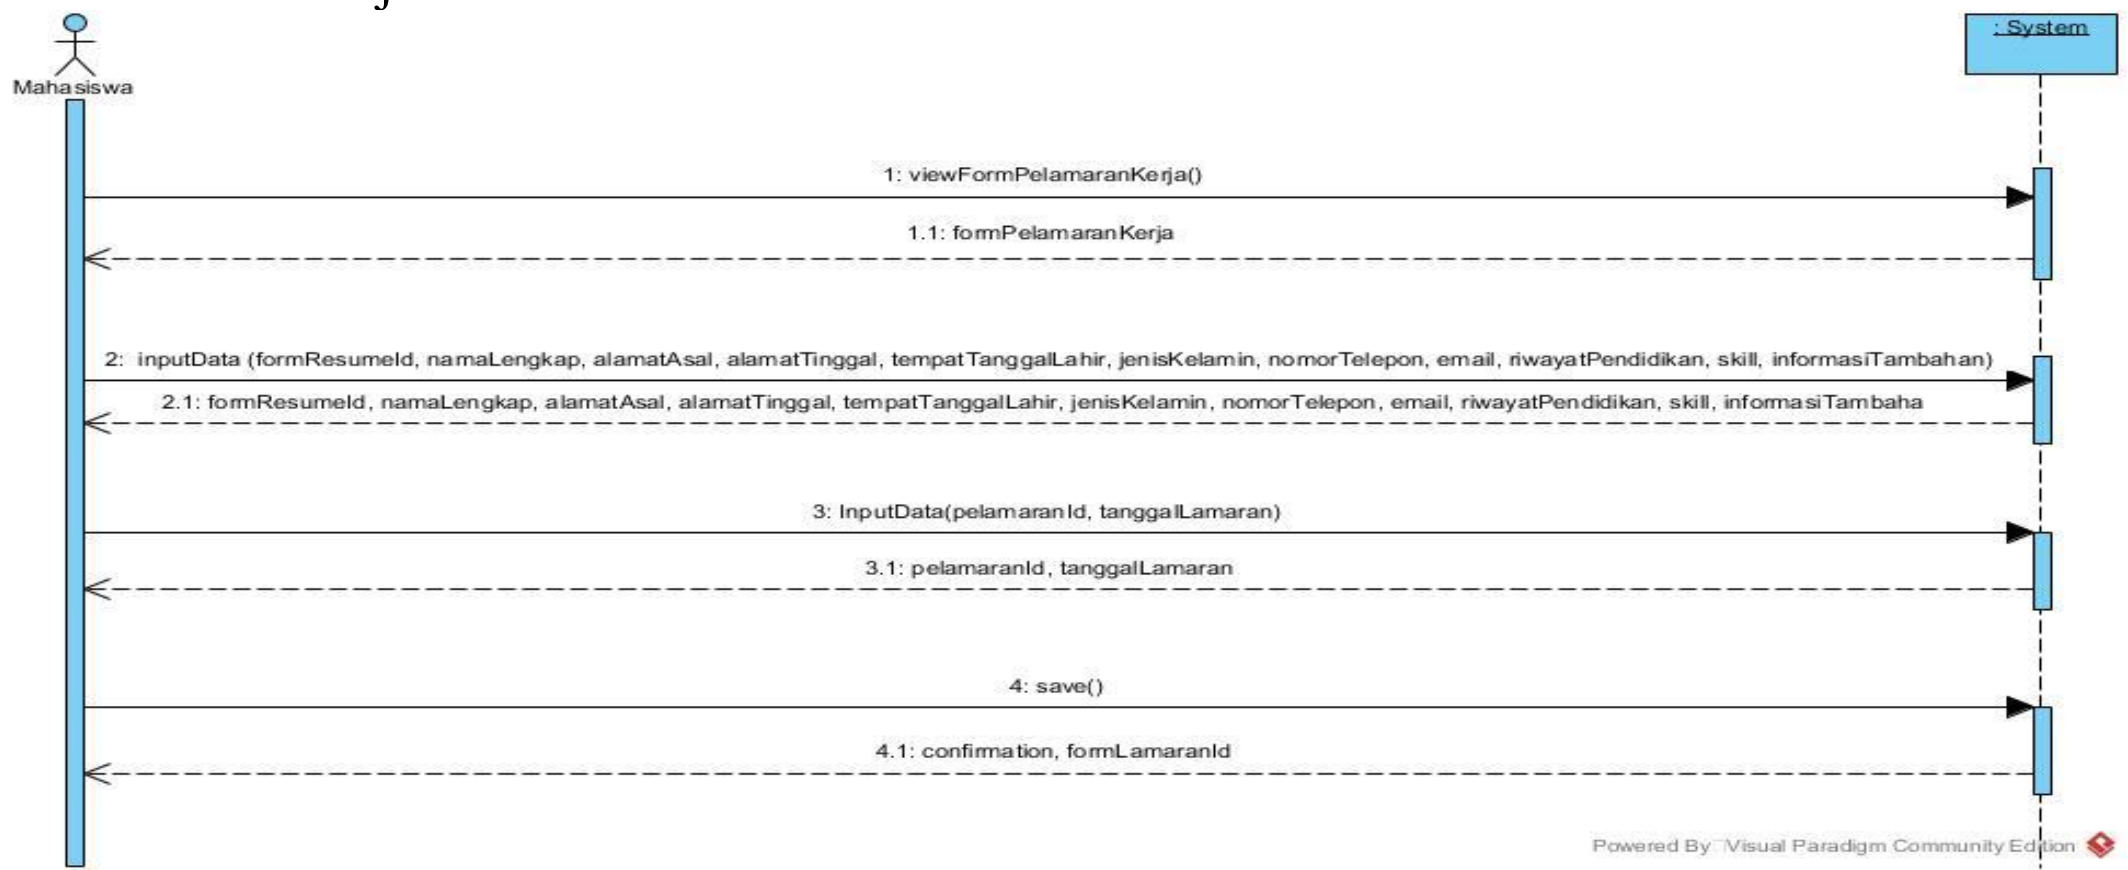 Mahasiswa
: System
1: viewFormPelamaranKerja()
1.1: formPelamaranKerja
2: inputData (formResumeId, namaLengkap, alamatAsal, alamatTinggal, tempatTanggalLahir, jenisKelamin, nomorTelepon, email, riwayatPendidikan, skill, informasiTambahan)
2.1: formResumeId, namaLengkap, alamatAsal, alamatTinggal, tempatTanggalLahir, jenisKelamin, nomorTelepon, email, riwayatPendidikan, skill, informasiTambaha
3: InputData(pelamaranId, tanggalLamaran)
3.1: pelamaranId, tanggalLamaran
4: save()
4.1: confirmation, formLamaranId
Powered By Visual Paradigm Community Edition